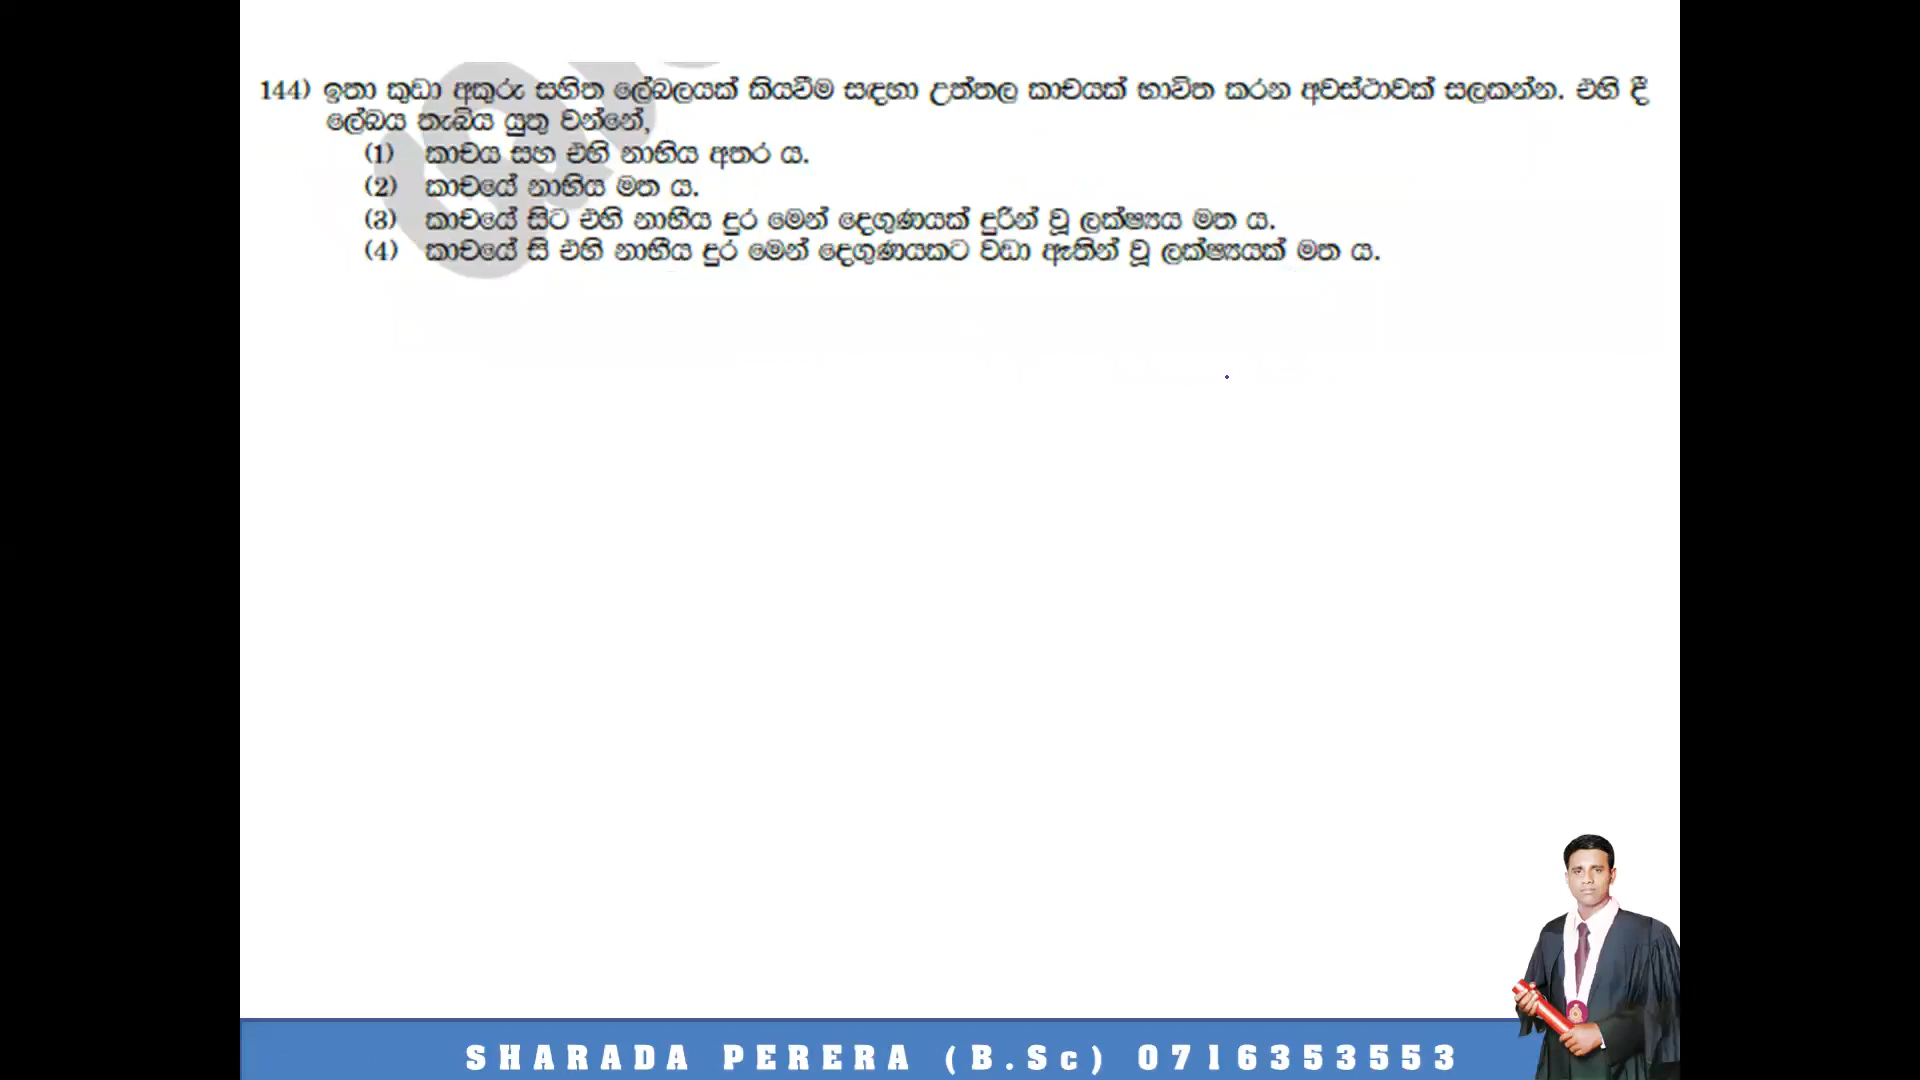 144) ඉතා කුඩා අකුරු සහිත ලේබලයක් කියවීම සඳහා උත්තල කාචයක් භාවිත කරන අවස්ථාවක් සලකන්න. එහි දී
ලේබය තැබිය යුතු වන්නේ,
(1) කාචය සහ එහි නාභිය අතර ය.
(2) කාචයේ නාභිය මත ය.
(3) කාචයේ සිට එහි නාභීය දුර මෙන් දෙගුණයක් දුරින් වූ ලක්ෂ්‍යය මත ය.
(4) කාචයේ සි එහි නාභීය දුර මෙන් දෙගුණයකට වඩා ඈතින් වූ ලක්ෂ්‍යයක් මත ය.
SHARADA PERERA (B.Sc) 0716353553